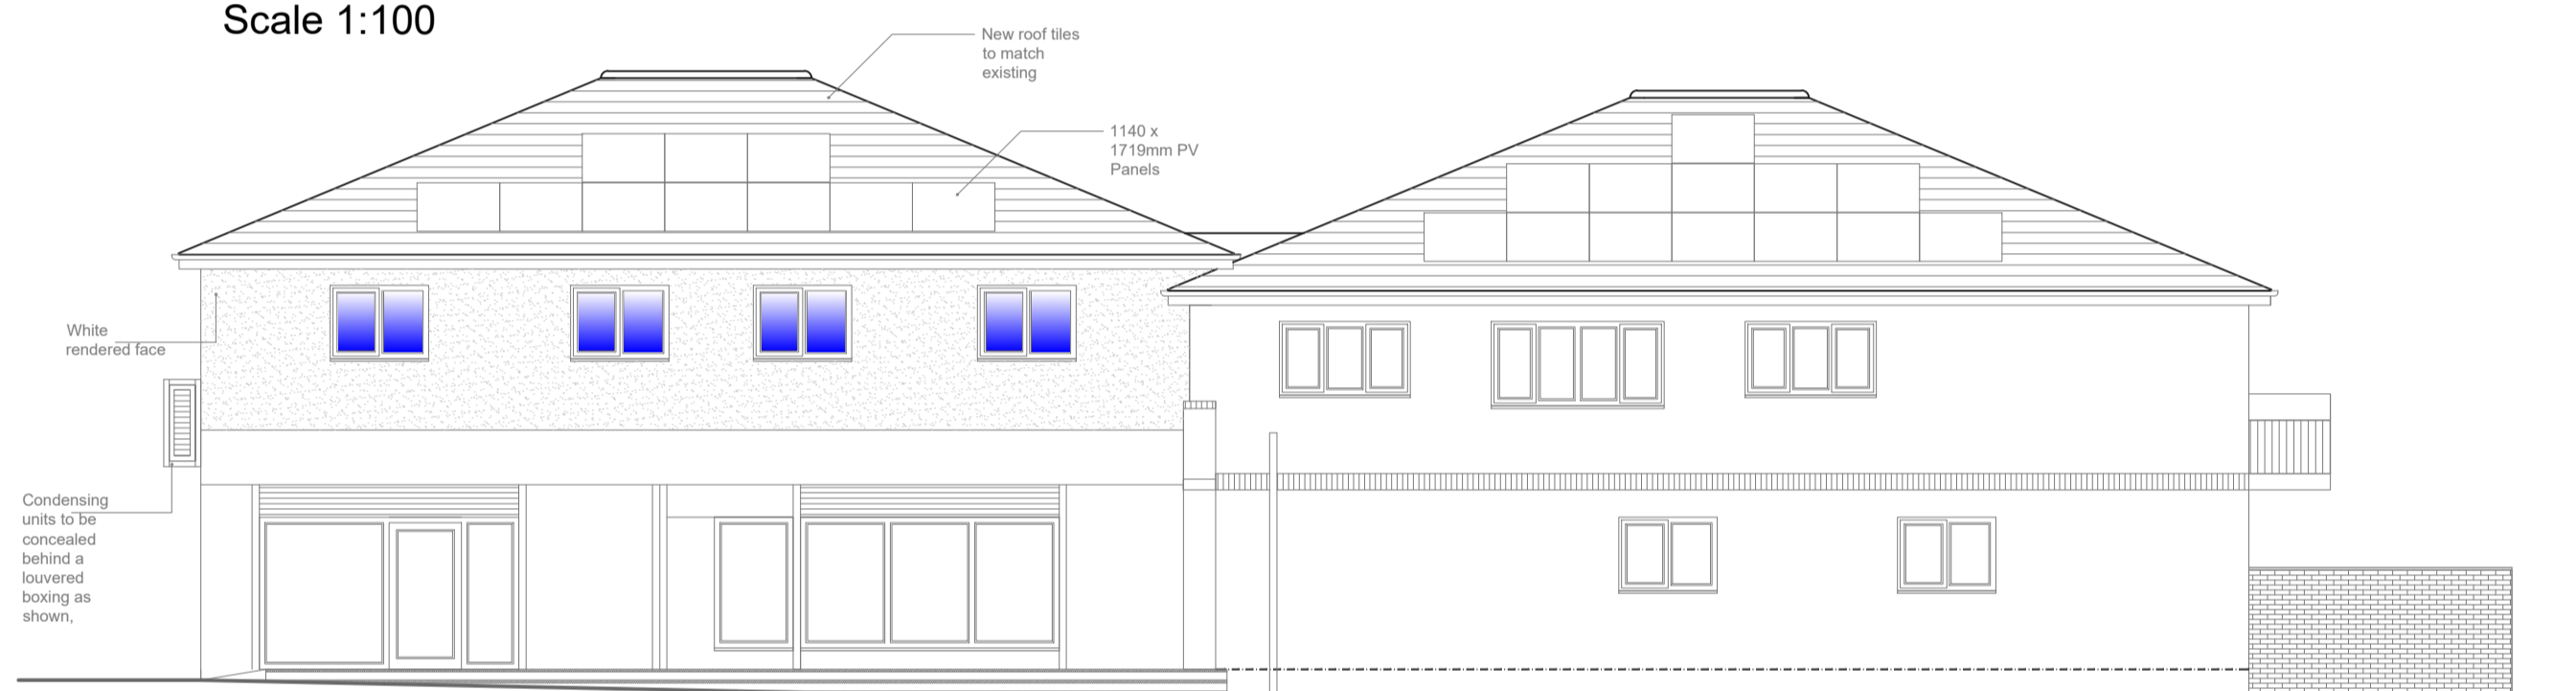 Scale 1:100
New roof tiles
to match
existing
1140 x
1719mm PV
Panels
White
rendered face
Condensing
units to be
concealed
behind a
louvered
boxing as
shown,